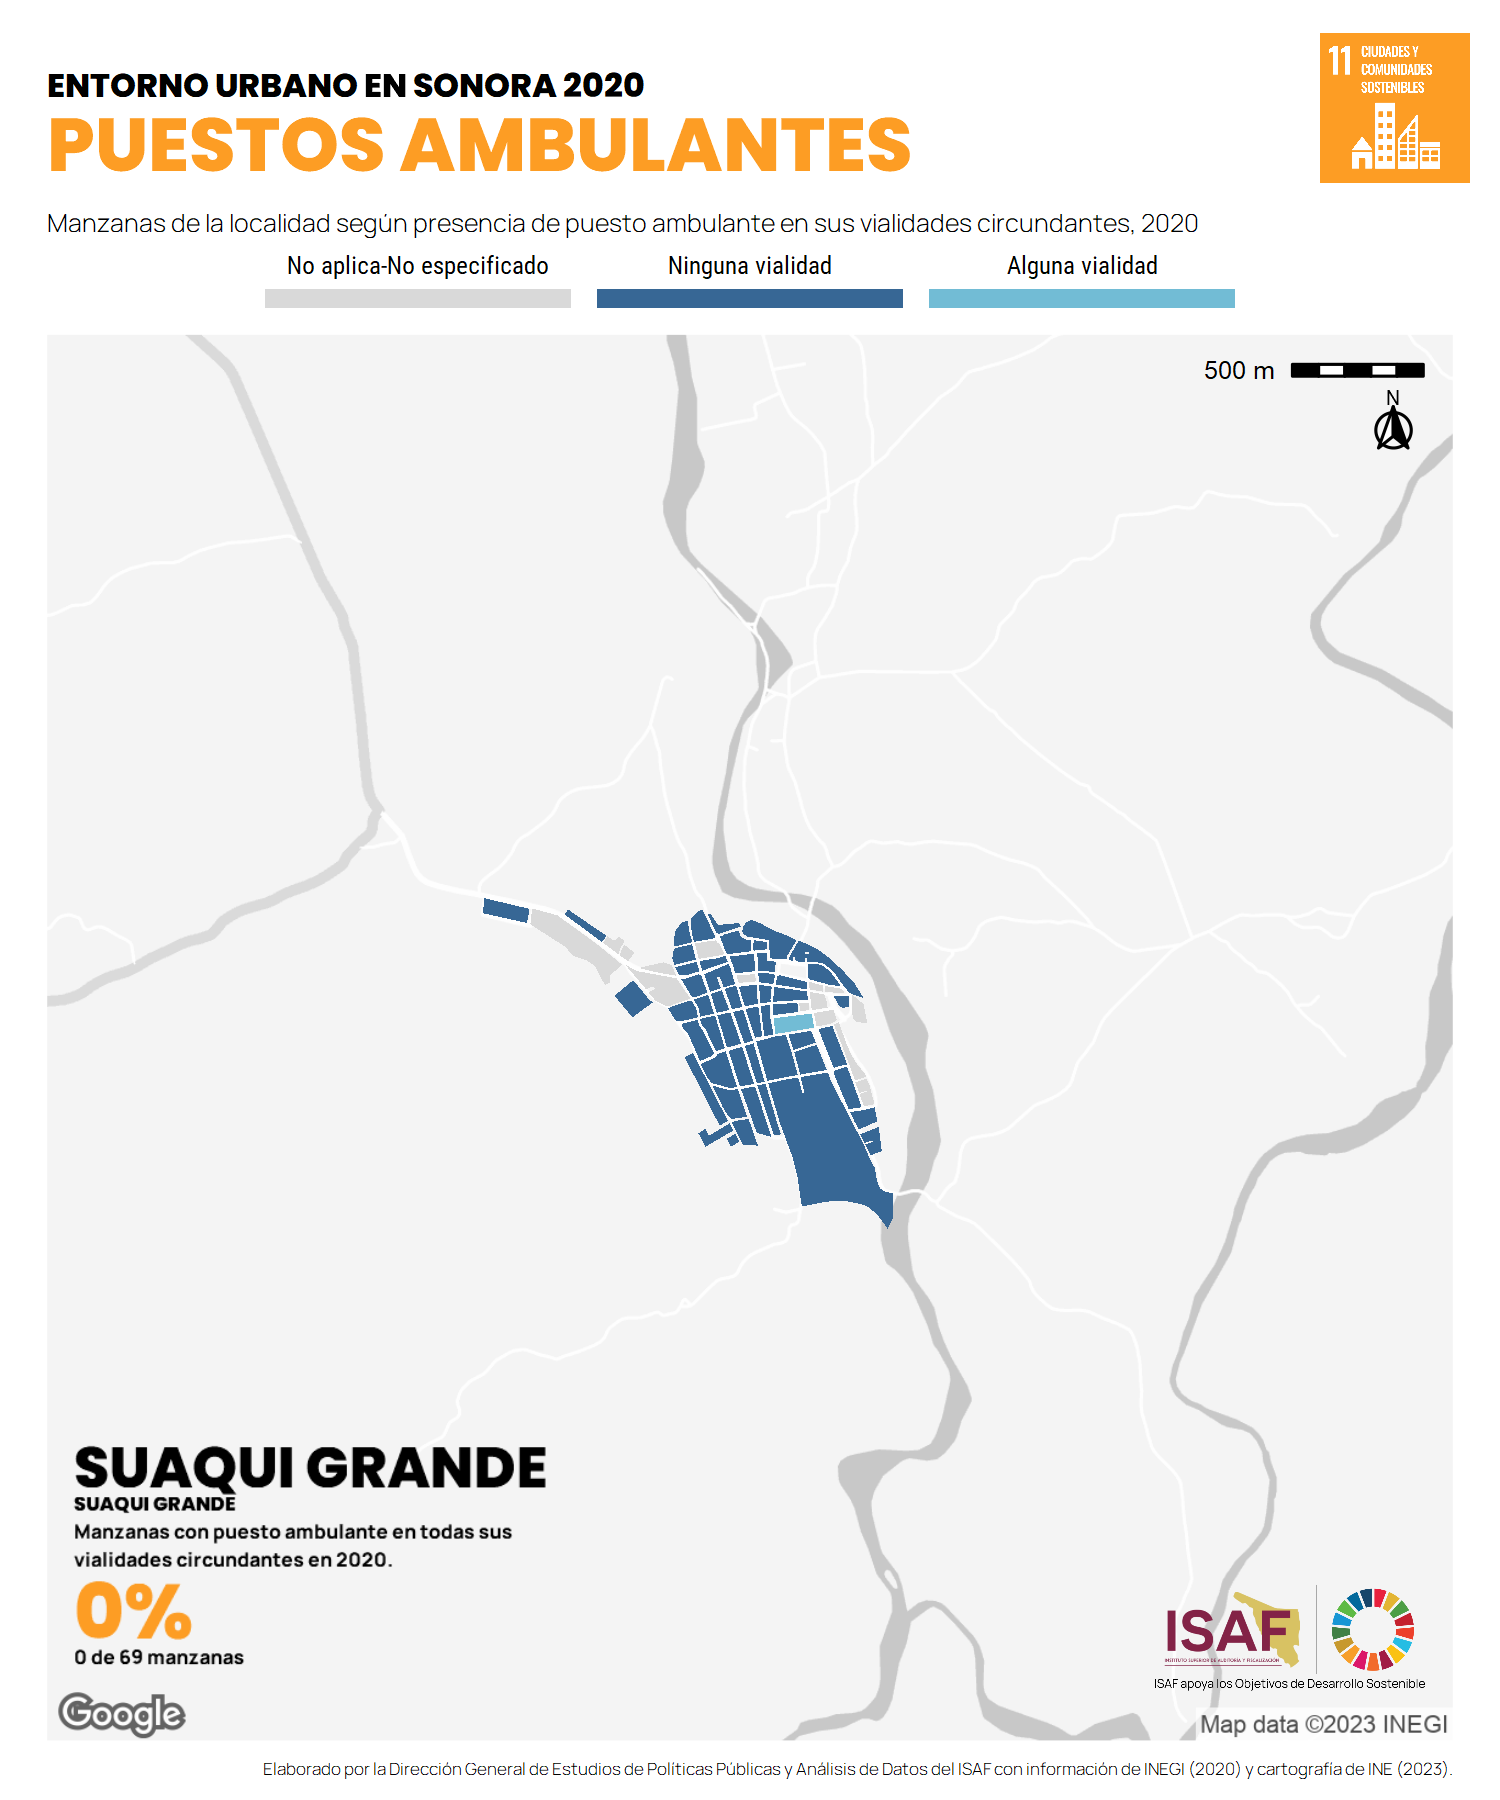 11 CIUDADES Y
COMUNIDADES
SOSTENIBLES
ENTORNO URBANO EN SONORA 2020
PUESTOS AMBULANTES
Manzanas de la localidad según presencia de puesto ambulante en sus vialidades circundantes, 2020
No aplica-No especificado Ninguna vialidad Alguna vialidad
500 m
N
SUAQUI GRANDE
SUAQUI GRANDE
Manzanas con puesto ambulante en todas sus
vialidades circundantes en 2020.
0%
0 de 69 manzanas
ISAF
INSTITUTO SUPERIOR DE AUDITORÍA Y FISCALIZACIÓN
ISAF apoya los Objetivos de Desarrollo Sostenible
Google
Map data ©2023 INEGI
Elaborado por la Dirección General de Estudios de Políticas Públicas y Análisis de Datos del ISAF con información de INEGI (2020) y cartografía de INE (2023).